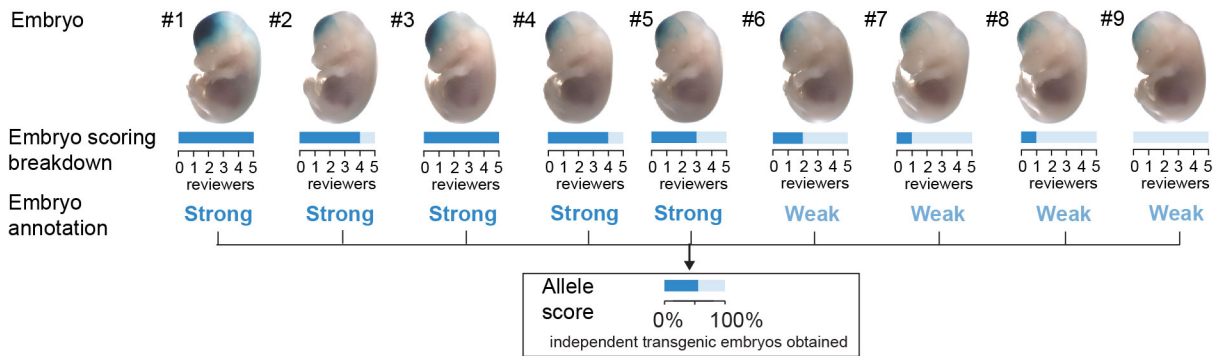 Embryo #1 #2 #3 #4 #5 #6 #7 #8 #9
Embryo scoring
breakdown
0 1 2 3 4 5 0 1 2 3 4 5 0 1 2 3 4 5 0 1 2 3 4 5 0 1 2 3 4 5 0 1 2 3 4 5 0 1 2 3 4 5 0 1 2 3 4 5 0 1 2 3 4 5
reviewers reviewers reviewers reviewers reviewers reviewers reviewers reviewers reviewers
Embryo
annotation
Strong Strong Strong Strong Strong Weak Weak Weak Weak
Allele
score
0% 100%
independent transgenic embryos obtained